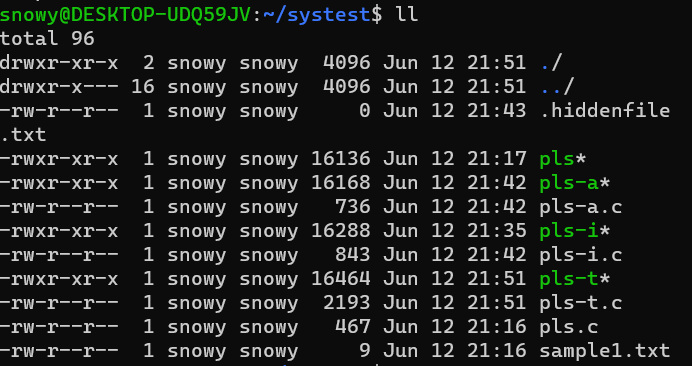 snowy@DESKTOP-UDQ59JV:~/systest$ ll
total 96
drwxr-xr-x  2 snowy snowy  4096 Jun 12 21:51 ./
drwxr-x--- 16 snowy snowy  4096 Jun 12 21:51 ../
-rw-r--r--  1 snowy snowy     0 Jun 12 21:43 .hiddenfile
.txt
-rwxr-xr-x  1 snowy snowy 16136 Jun 12 21:17 pls*
-rwxr-xr-x  1 snowy snowy 16168 Jun 12 21:42 pls-a*
-rw-r--r--  1 snowy snowy   736 Jun 12 21:42 pls-a.c
-rwxr-xr-x  1 snowy snowy 16288 Jun 12 21:35 pls-i*
-rw-r--r--  1 snowy snowy   843 Jun 12 21:42 pls-i.c
-rwxr-xr-x  1 snowy snowy 16464 Jun 12 21:51 pls-t*
-rw-r--r--  1 snowy snowy  2193 Jun 12 21:51 pls-t.c
-rw-r--r--  1 snowy snowy   467 Jun 12 21:16 pls.c
-rw-r--r--  1 snowy snowy     9 Jun 12 21:16 sample1.txt